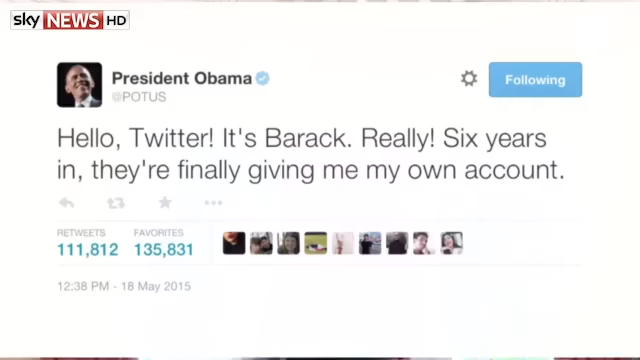 sky NEWS HD
President Obama
@POTUS
Following
Hello, Twitter! It's Barack. Really! Six years
in, they're finally giving me my own account.
RETWEETS
111,812
FAVORITES
135,831
12:38 PM - 18 May 2015